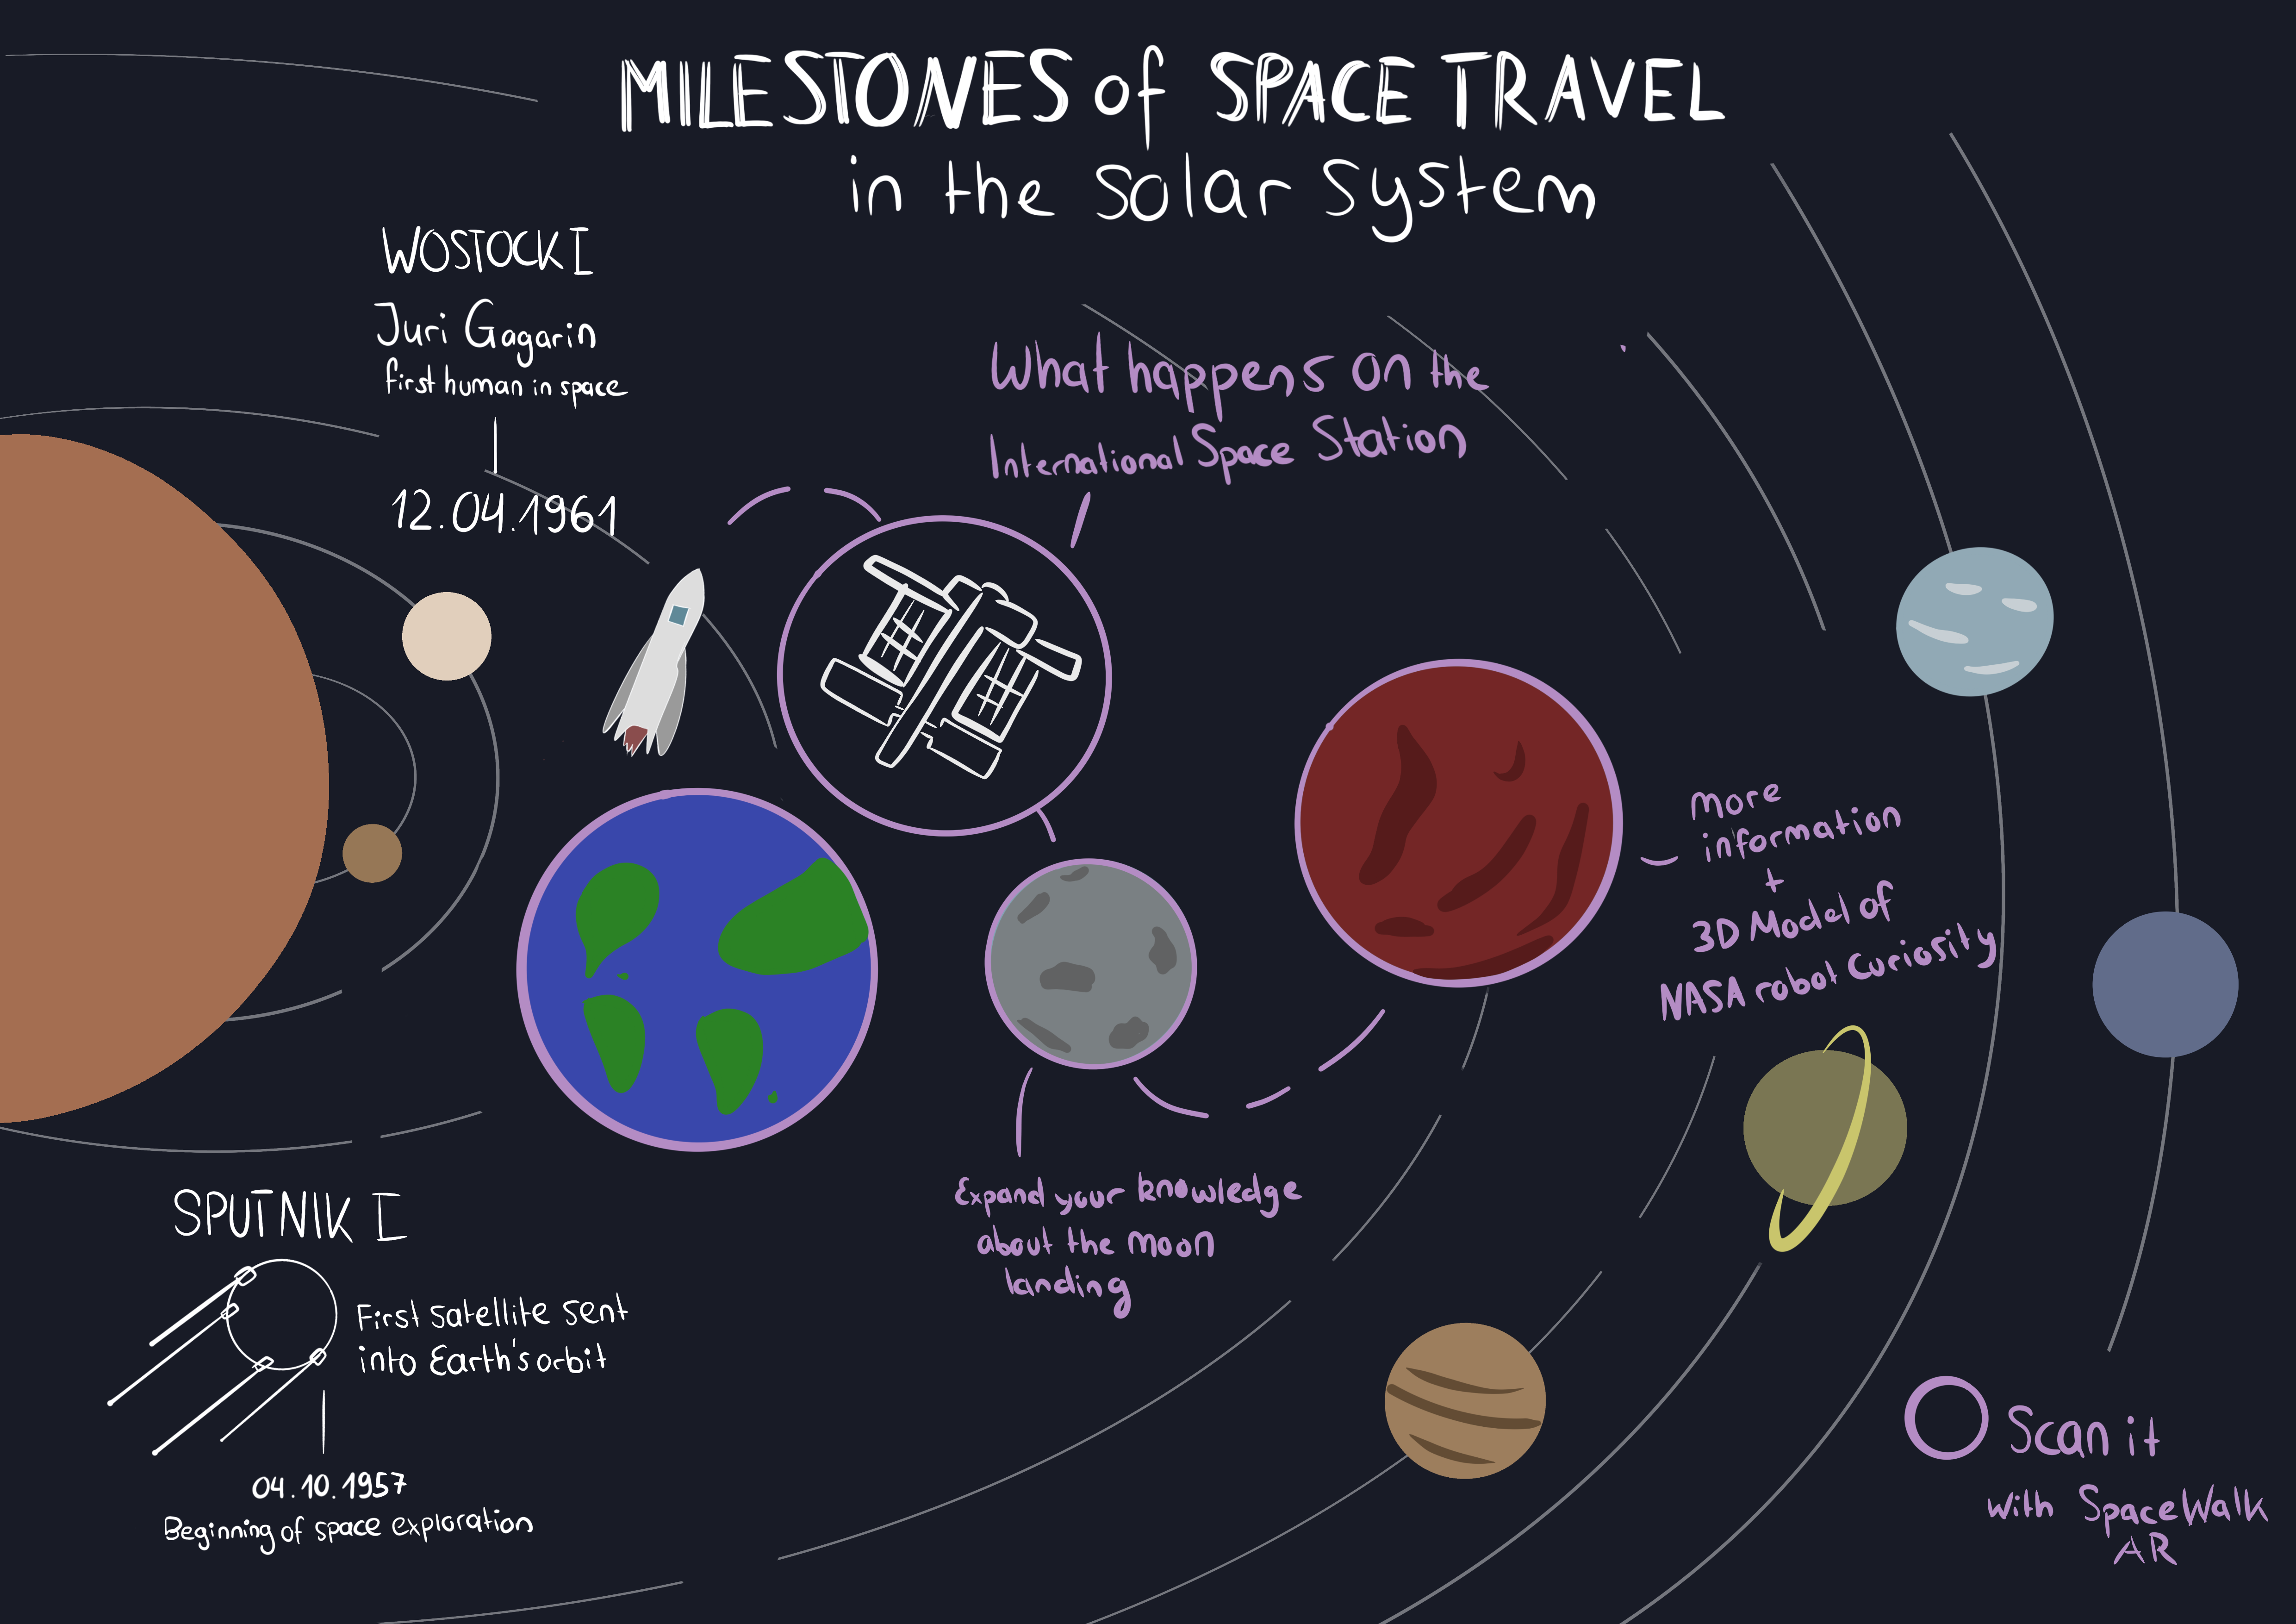 MILESTONES of SPACE TRAVEL
in the Solar System
WOSTOCK I
Juri Gagarin
first human in space
12.04.1961
What happens on the
International Space Station
more
information
+
3D Model of
NASA robot Curiosity
Expand your knowledge
about the moon
landing
SPUTNIK I
First satellite sent
into Earth's orbit
04.10.1957
Beginning of space exploration
Scan it
with SpaceWalk
AR